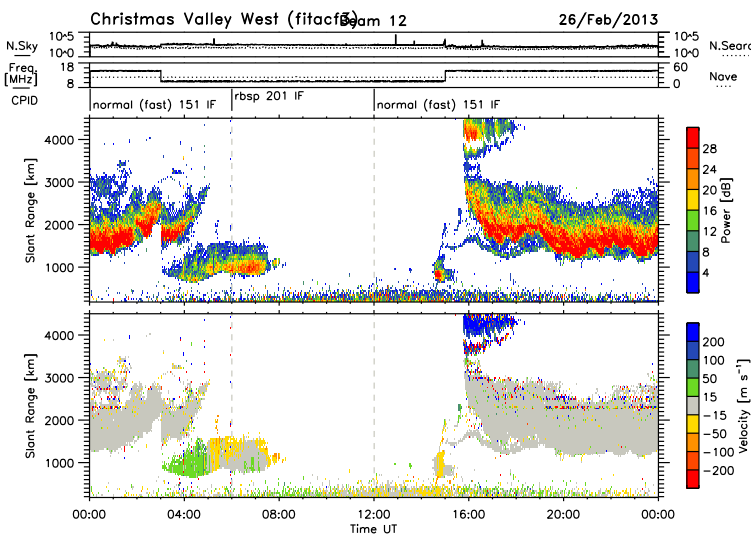 Christmas Valley West (fitacf3) Beam 12 26/Feb/2013
N.Sky 10^5 10^0 10^5 10^0 N.Searc
Freq [MHz] 18 8 60 0 Nave
CPID normal (fast) 151 IF rbsp 201 IF normal (fast) 151 IF
Slant Range [km] 4000 3000 2000 1000
Power [dB] 28 24 20 16 12 8 4
Slant Range [km] 4000 3000 2000 1000
Velocity [m s⁻¹] 200 100 50 15 -15 -50 -100 -200
00:00 04:00 08:00 12:00 16:00 20:00 00:00
Time UT